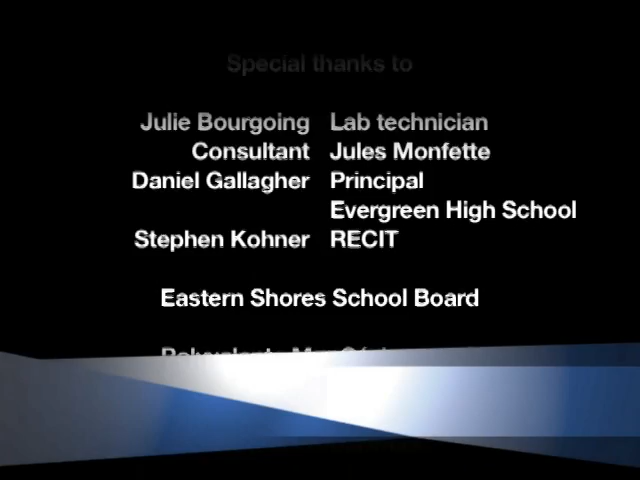 Special thanks to
Julie Bourgoing Lab technician
Consultant Jules Monfette
Daniel Gallagher Principal
Evergreen High School
Stephen Kohner RECIT
Eastern Shores School Board